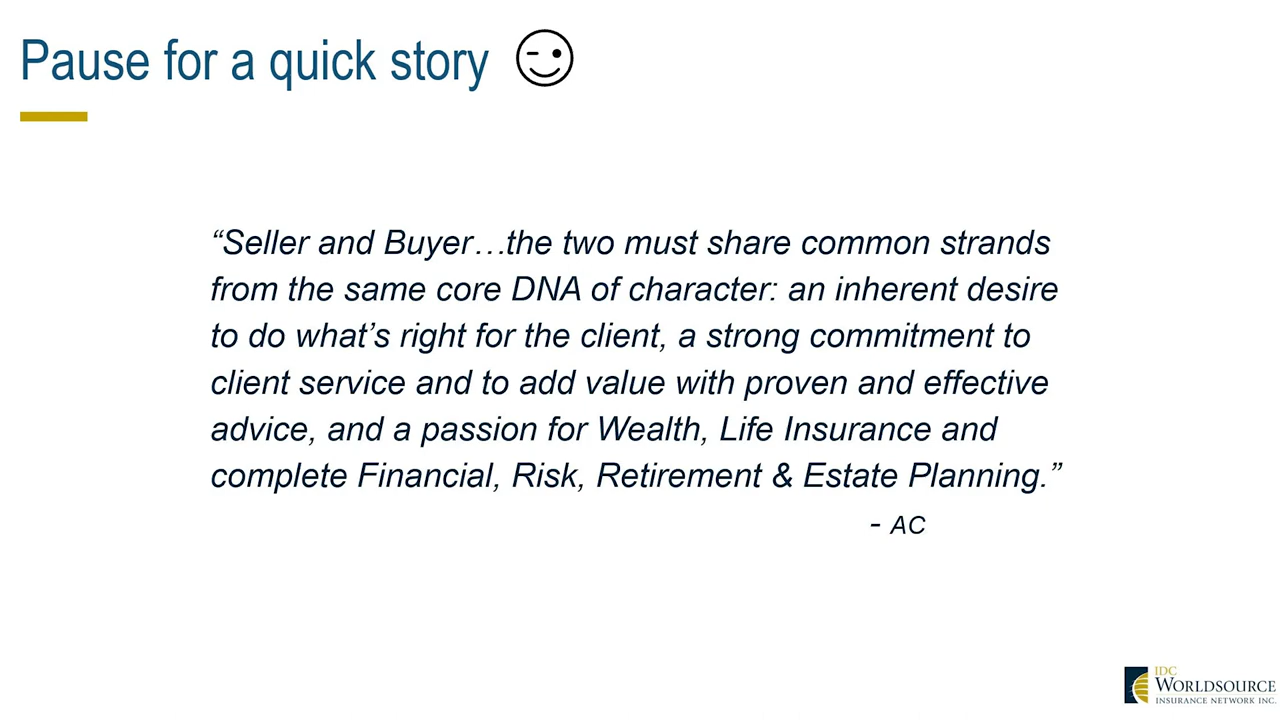 Pause for a quick story
“Seller and Buyer…the two must share common strands
from the same core DNA of character: an inherent desire
to do what’s right for the client, a strong commitment to
client service and to add value with proven and effective
advice, and a passion for Wealth, Life Insurance and
complete Financial, Risk, Retirement & Estate Planning.”
- AC
IDC
WORLDSOURCE
INSURANCE NETWORK INC.